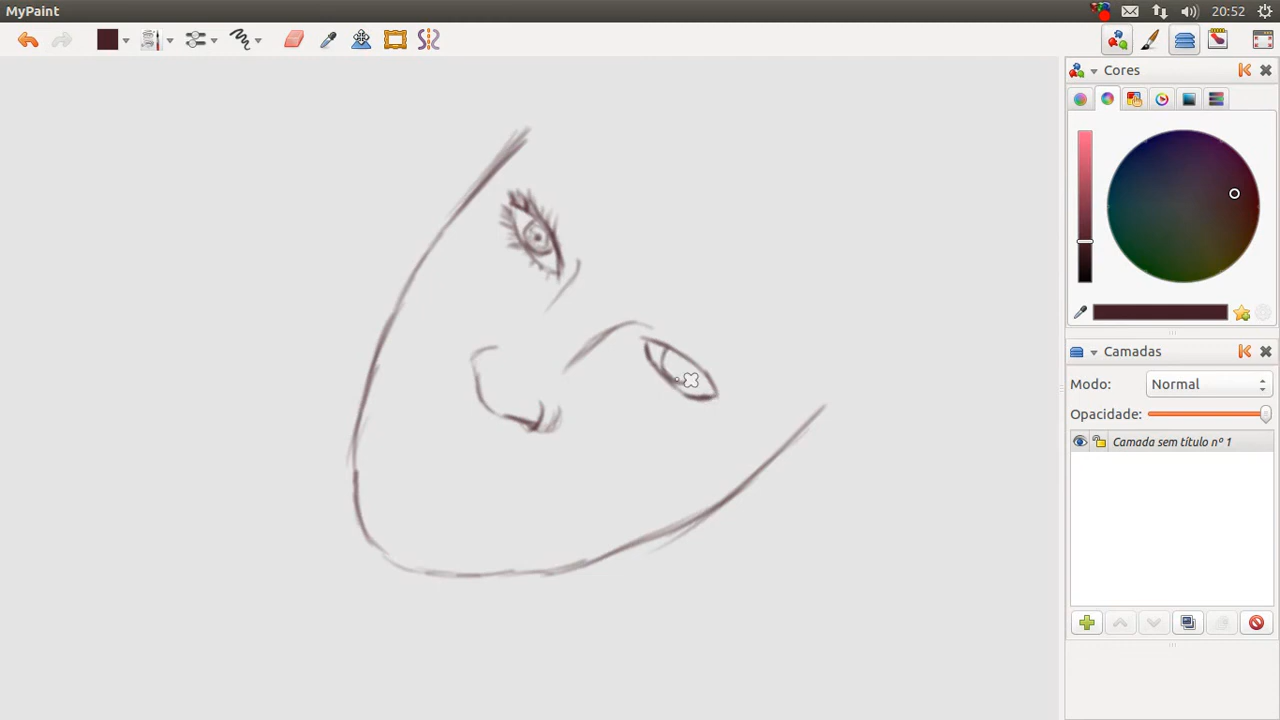 MyPaint
20:52
Cores
Camadas
Modo:
Normal
Opacidade:
Camada sem título nº 1